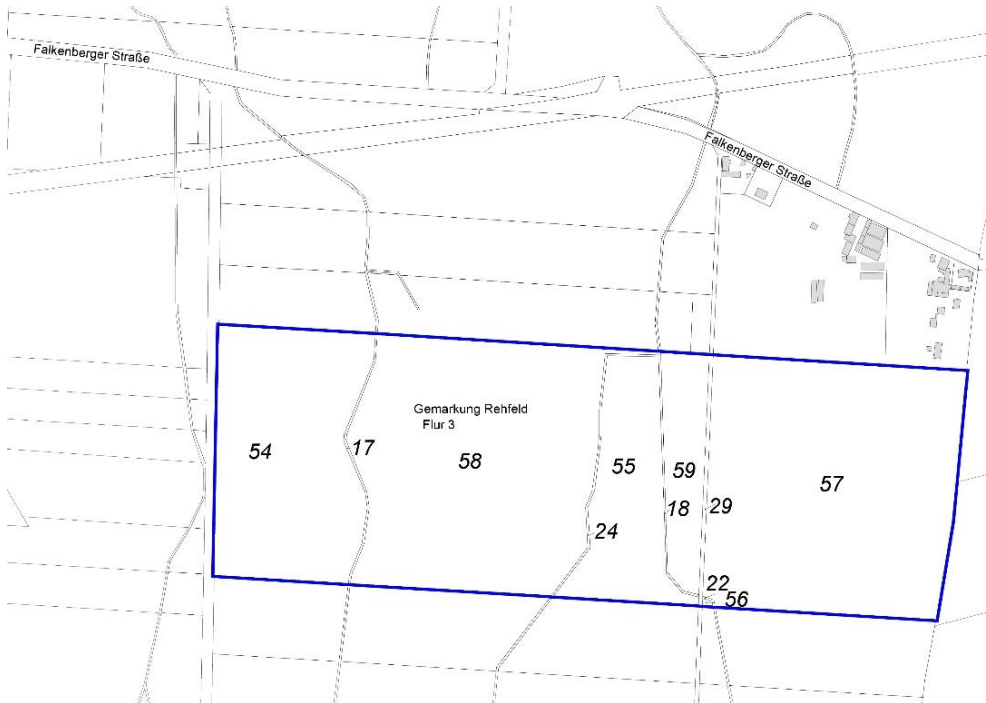 Falkenberger Straße
Falkenberger Straße
Gemarkung Rehfeld
Flur 3
54
17
58
55
59
57
18
29
24
22
56